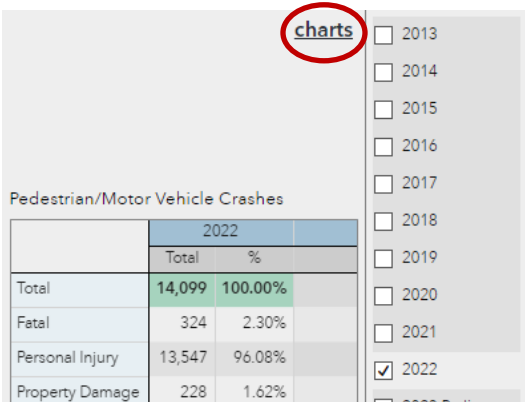 charts
Pedestrian/Motor Vehicle Crashes
2022
Total %
Total 14,099 100.00%
Fatal 324 2.30%
Personal Injury 13,547 96.08%
Property Damage 228 1.62%
2013
2014
2015
2016
2017
2018
2019
2020
2021
2022